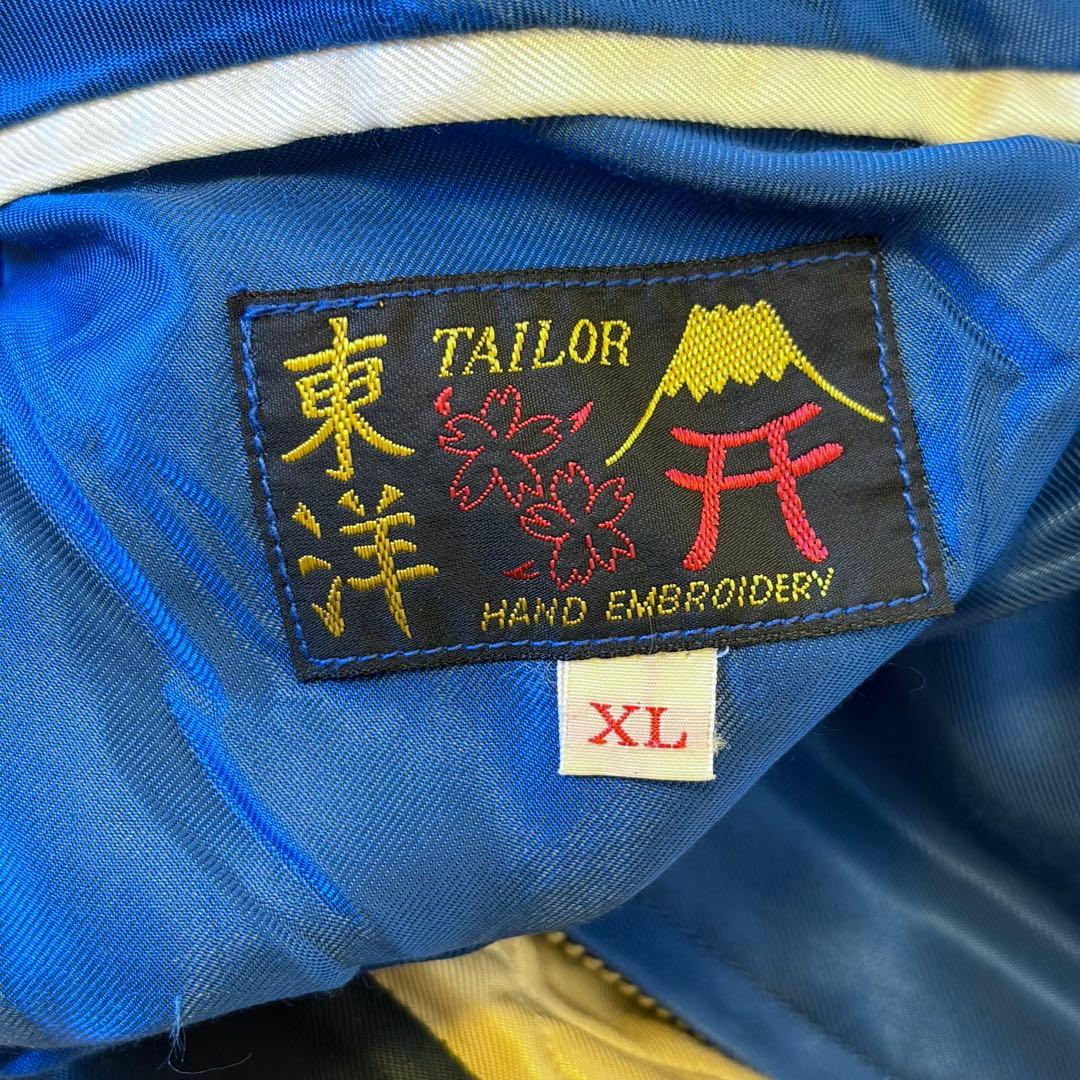 東洋
TAILOR
HAND EMBROIDERY
XL